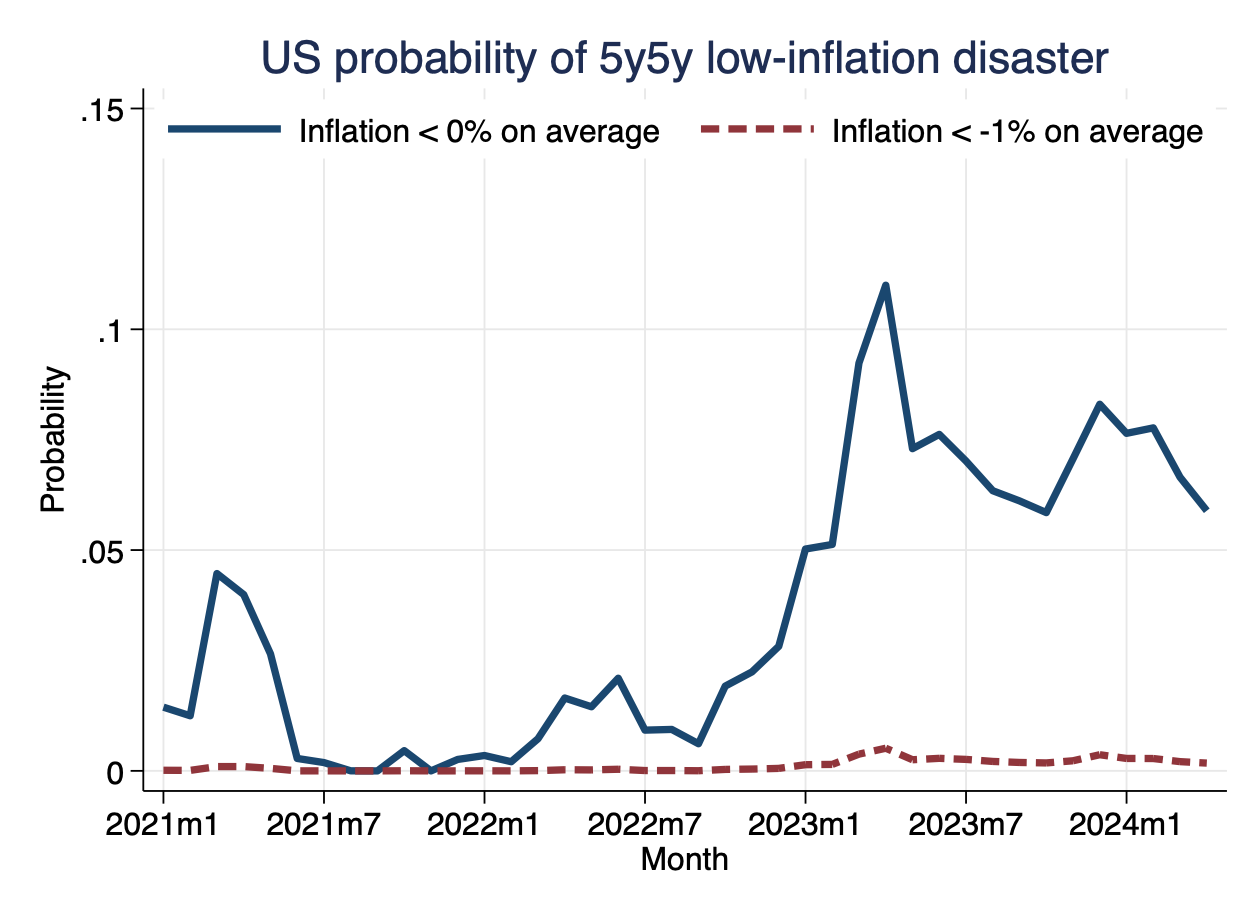 US probability of 5y5y low-inflation disaster
.15
Inflation < 0% on average
Inflation < -1% on average
.1
.05
0
Probability
2021m1
2021m7
2022m1
2022m7
2023m1
2023m7
2024m1
Month